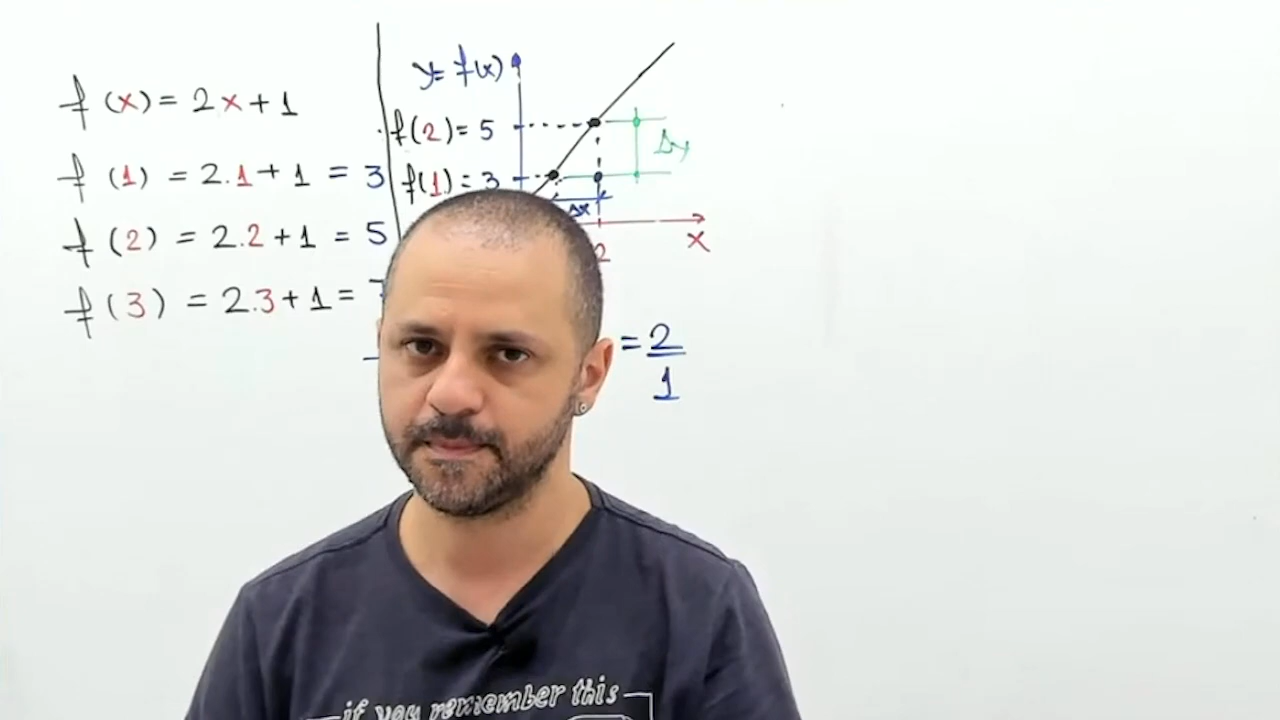 f(x) = 2x + 1
f(1) = 2.1 + 1 = 3
f(2) = 2.2 + 1 = 5
f(3) = 2.3 + 1 =
y = f(x)
f(2) = 5
f(1) = 3
Δy
Δx
2
x
= 2/1
if you remember this